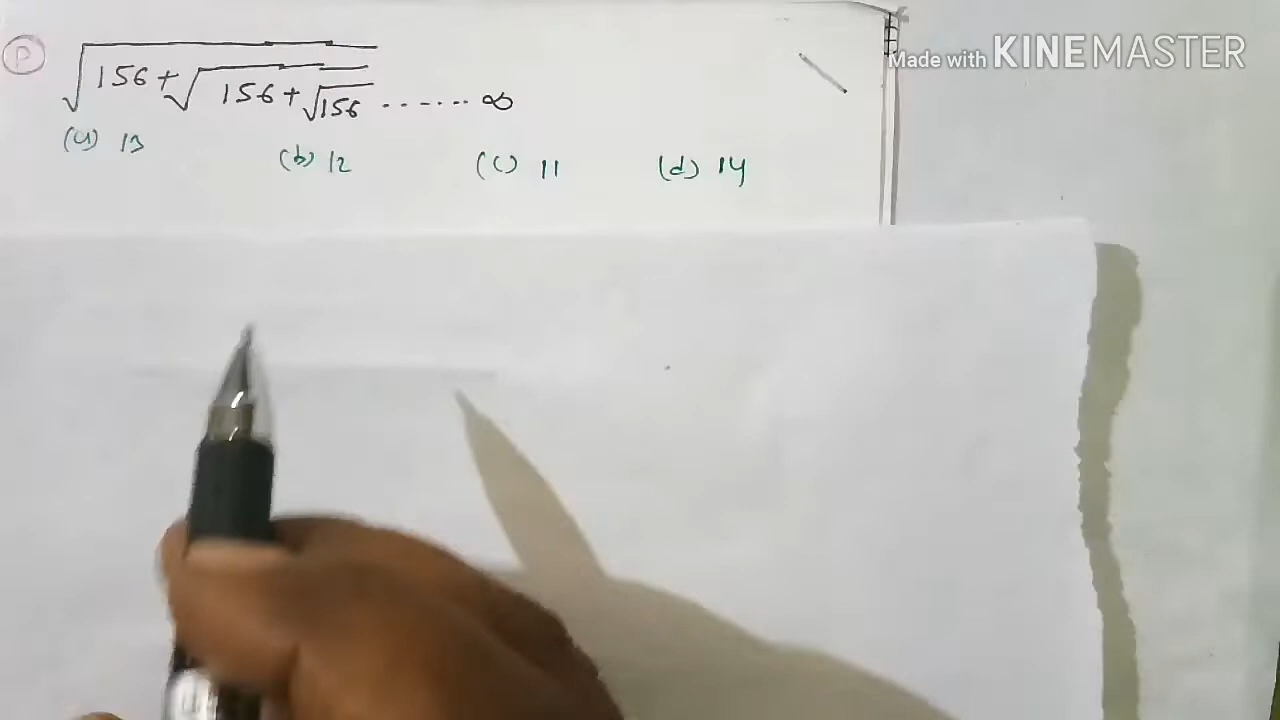 Made with KINEMASTER
P √156+√156+√156 ....... ∞
(a) 13 (b) 12 (c) 11 (d) 14